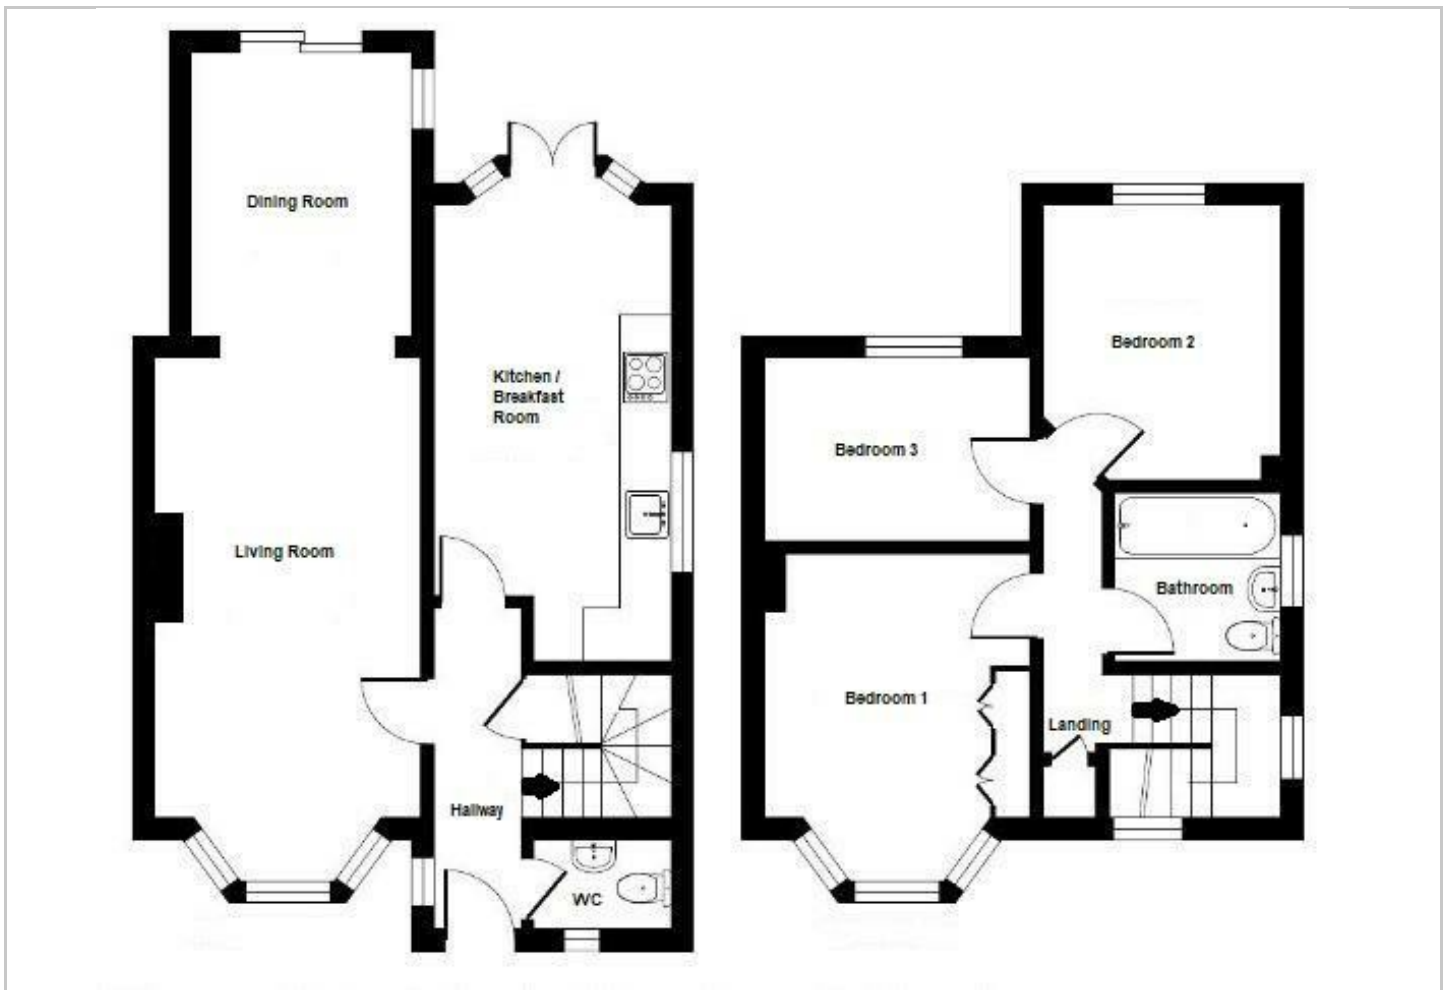 Dining Room
Kitchen /
Breakfast
Room
Living Room
Hallway
WC
Bedroom 2
Bedroom 3
Bathroom
Bedroom 1
Landing